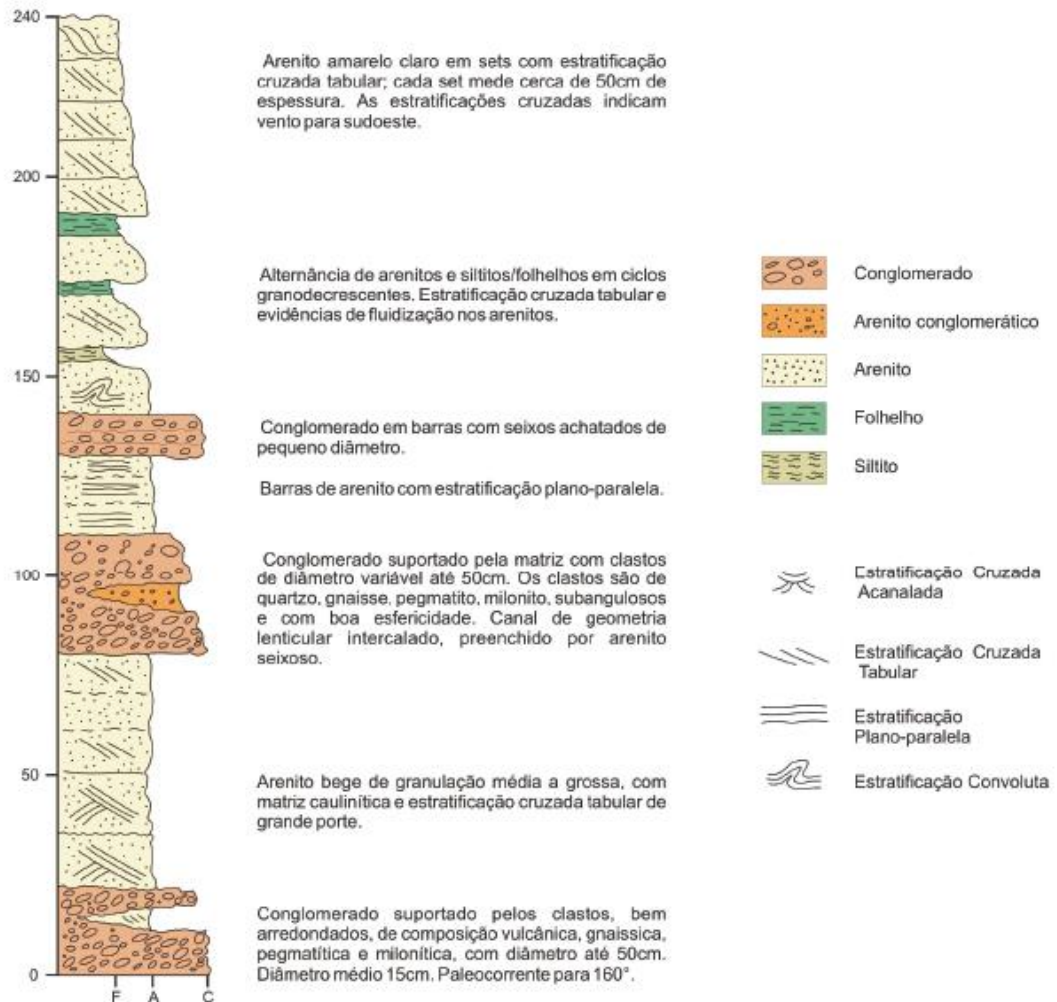 240
200
150
100
50
0
F A C
Arenito amarelo claro em sets com estratificação
cruzada tabular; cada set mede cerca de 50cm de
espessura. As estratificações cruzadas indicam
vento para sudoeste.
Alternância de arenitos e siltitos/folhelhos em ciclos
granodecrescentes. Estratificação cruzada tabular e
evidências de fluidização nos arenitos.
Conglomerado em barras com seixos achatados de
pequeno diâmetro.
Barras de arenito com estratificação plano-paralela.
Conglomerado suportado pela matriz com clastos
de diâmetro variável até 50cm. Os clastos são de
quartzo, gnaisse, pegmatito, milonito, subangulosos
e com boa esfericidade. Canal de geometria
lenticular intercalado, preenchido por arenito
seixoso.
Arenito bege de granulação média a grossa, com
matriz caulinítica e estratificação cruzada tabular de
grande porte.
Conglomerado suportado pelos clastos, bem
arredondados, de composição vulcânica, gnaissica,
pegmatítica e milonítica, com diâmetro até 50cm.
Diâmetro médio 15cm. Paleocorrente para 160°.
Conglomerado
Arenito conglomerático
Arenito
Folhelho
Siltito
Estratificação Cruzada
Acanalada
Estratificação Cruzada
Tabular
Estratificação
Plano-paralela
Estratificação Convoluta